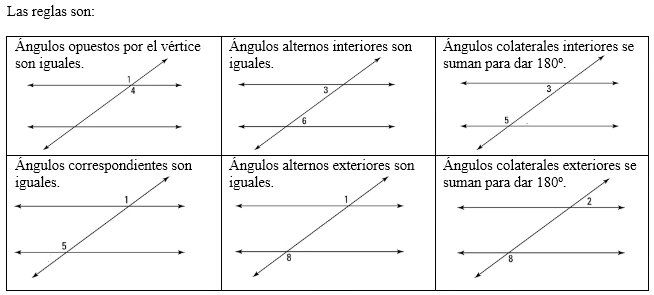 Las reglas son:
Ángulos opuestos por el vértice
son iguales.
1
4
Ángulos alternos interiores son
iguales.
3
6
Ángulos colaterales interiores se
suman para dar 180º.
3
5
Ángulos correspondientes son
iguales.
1
5
Ángulos alternos exteriores son
iguales.
1
8
Ángulos colaterales exteriores se
suman para dar 180º.
2
8